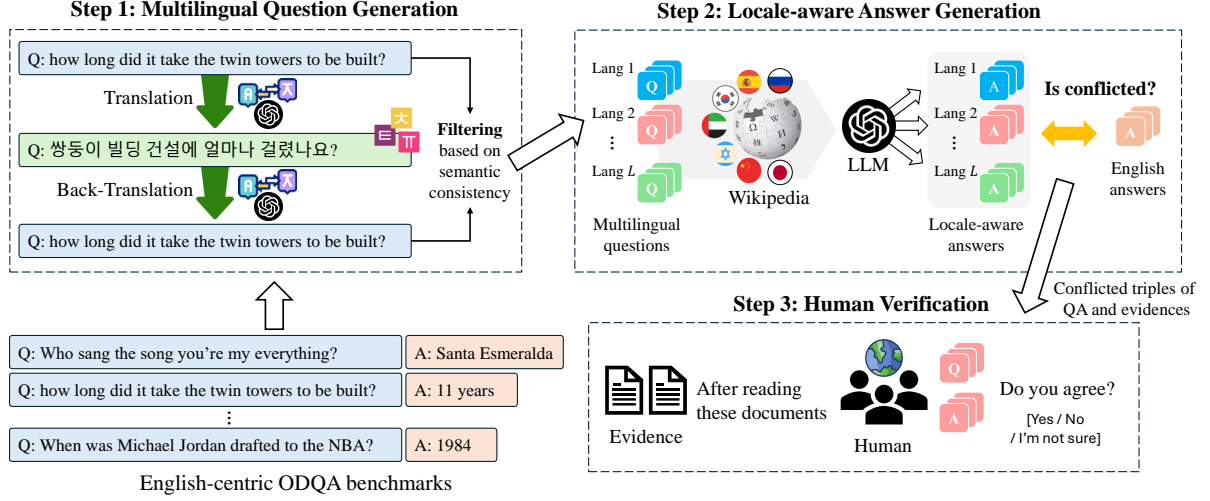 Step 1: Multilingual Question Generation
Q: how long did it take the twin towers to be built?
Translation
Q: 쌍둥이 빌딩 건설에 얼마나 걸렸나요?
대
트
뀨
Back-Translation
Q: how long did it take the twin towers to be built?
Filtering
based on
semantic
consistency
Q: Who sang the song you're my everything?
A: Santa Esmeralda
Q: how long did it take the twin towers to be built?
A: 11 years
⋮
Q: When was Michael Jordan drafted to the NBA?
A: 1984
English-centric ODQA benchmarks
Step 2: Locale-aware Answer Generation
Lang 1
Q
Lang 2
Q
⋮
Lang L
Q
Multilingual
questions
Wikipedia
LLM
Lang 1
A
Lang 2
A
⋮
Lang L
A
Locale-aware
answers
Is conflicted?
A
English
answers
Conflicted triples of
QA and evidences
Step 3: Human Verification
Evidence
After reading
these documents
Human
Q
A
Do you agree?
[Yes / No
/ I'm not sure]